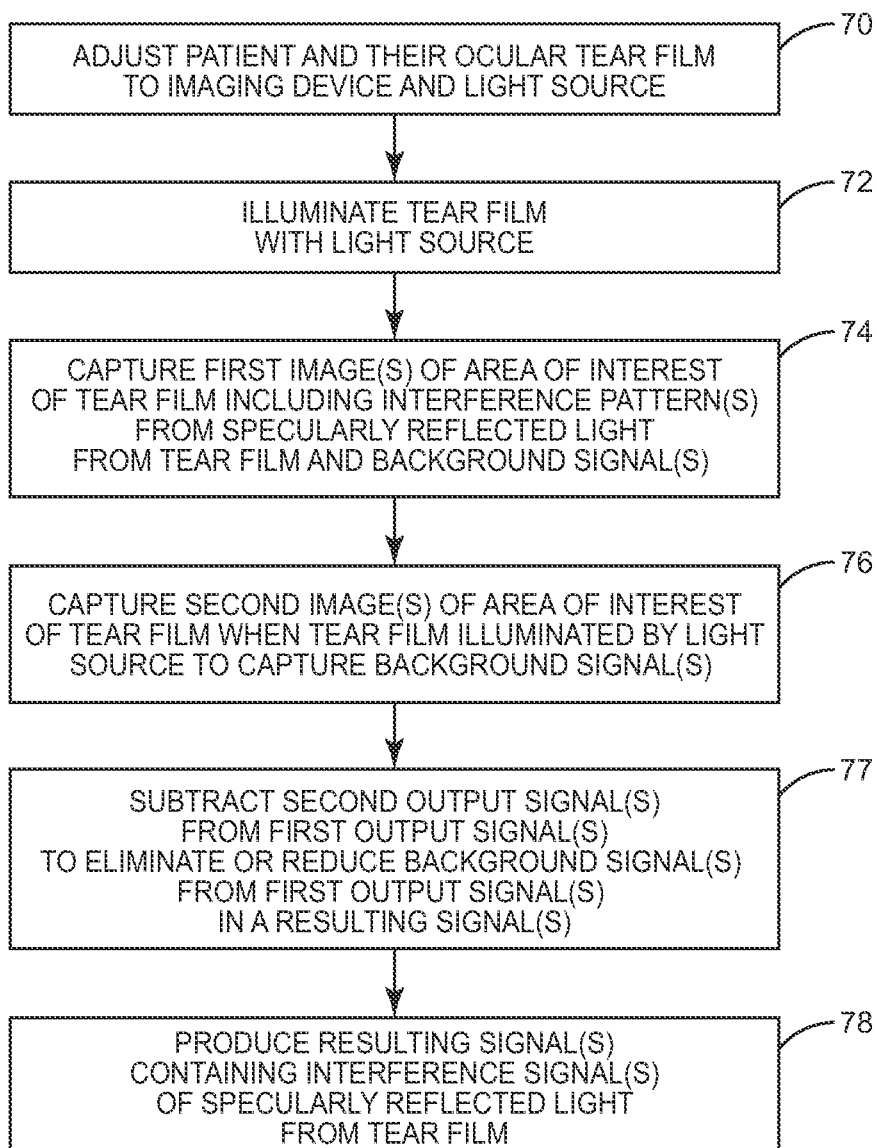 70
ADJUST PATIENT AND THEIR OCULAR TEAR FILM
TO IMAGING DEVICE AND LIGHT SOURCE
72
ILLUMINATE TEAR FILM
WITH LIGHT SOURCE
74
CAPTURE FIRST IMAGE(S) OF AREA OF INTEREST
OF TEAR FILM INCLUDING INTERFERENCE PATTERN(S)
FROM SPECULARLY REFLECTED LIGHT
FROM TEAR FILM AND BACKGROUND SIGNAL(S)
76
CAPTURE SECOND IMAGE(S) OF AREA OF INTEREST
OF TEAR FILM WHEN TEAR FILM ILLUMINATED BY LIGHT
SOURCE TO CAPTURE BACKGROUND SIGNAL(S)
77
SUBTRACT SECOND OUTPUT SIGNAL(S)
FROM FIRST OUTPUT SIGNAL(S)
TO ELIMINATE OR REDUCE BACKGROUND SIGNAL(S)
FROM FIRST OUTPUT SIGNAL(S)
IN A RESULTING SIGNAL(S)
78
PRODUCE RESULTING SIGNAL(S)
CONTAINING INTERFERENCE SIGNAL(S)
OF SPECULARLY REFLECTED LIGHT
FROM TEAR FILM